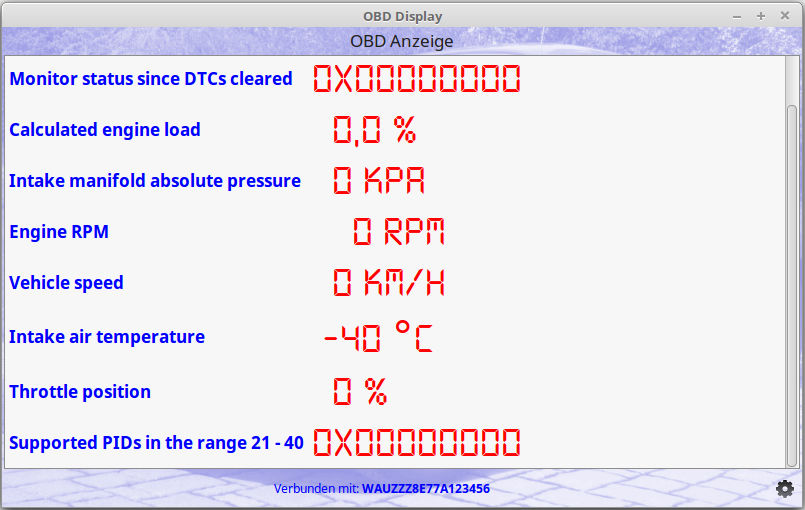 OBD Display
OBD Anzeige
Monitor status since DTCs cleared 0X00000000
Calculated engine load 0,0 %
Intake manifold absolute pressure 0 KPA
Engine RPM 0 RPM
Vehicle speed 0 KM/H
Intake air temperature -40 °C
Throttle position 0 %
Supported PIDs in the range 21 - 40 0X00000000
Verbunden mit: WAUZZZ8E77A123456